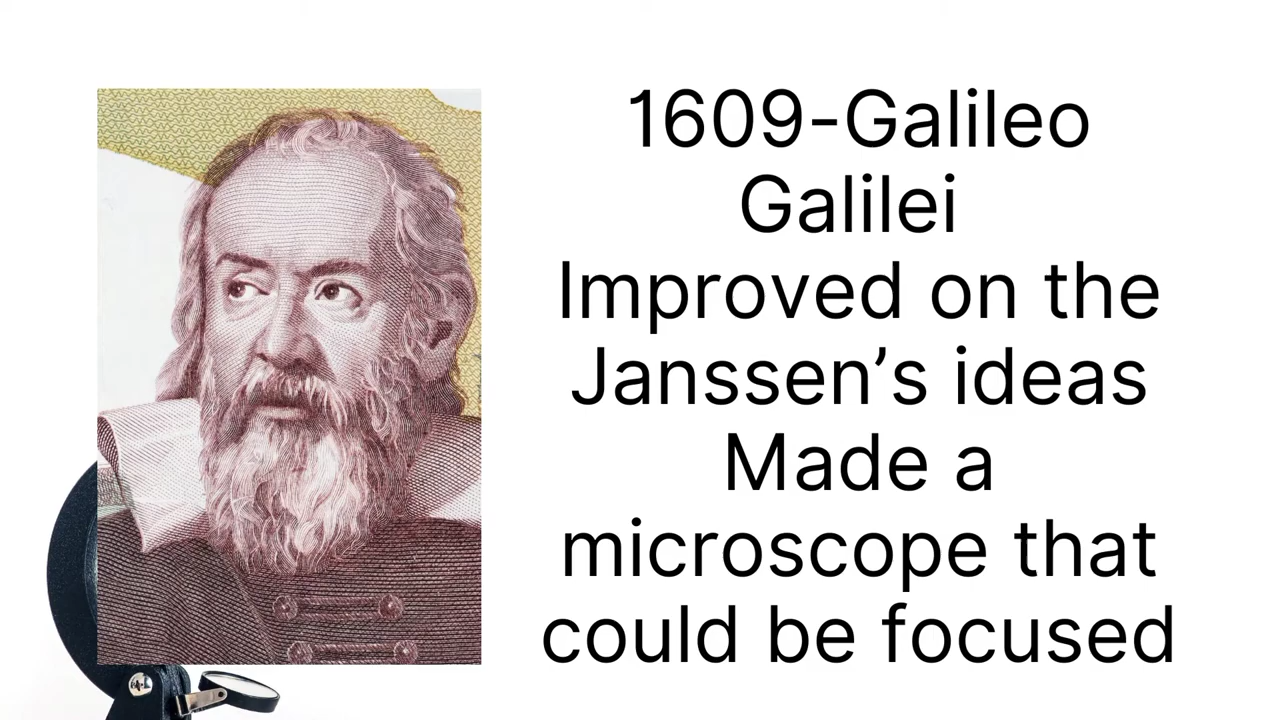 1609-Galileo
Galilei
Improved on the
Janssen’s ideas
Made a
microscope that
could be focused